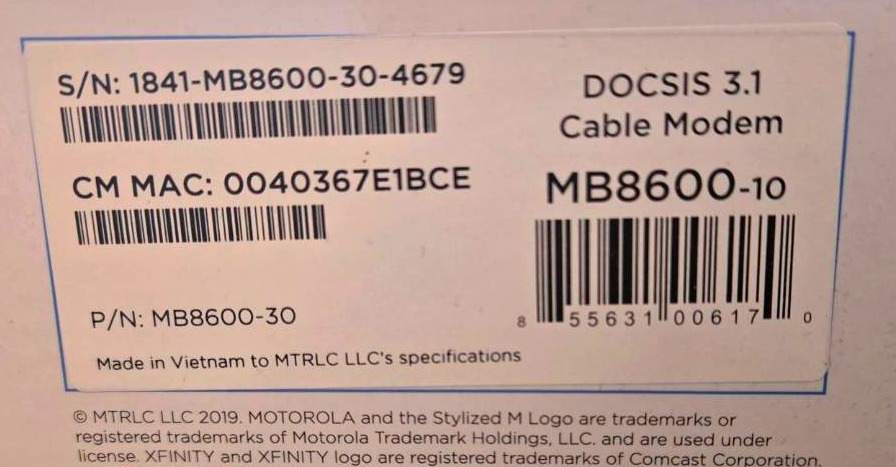 S/N: 1841-MB8600-30-4679
CM MAC: 0040367E1BCE
P/N: MB8600-30
Made in Vietnam to MTRLC LLC's specifications
DOCSIS 3.1
Cable Modem
MB8600-10
8 55631 00617 0
© MTRLC LLC 2019. MOTOROLA and the Stylized M Logo are trademarks or
registered trademarks of Motorola Trademark Holdings, LLC. and are used under
license. XFINITY and XFINITY logo are registered trademarks of Comcast Corporation.